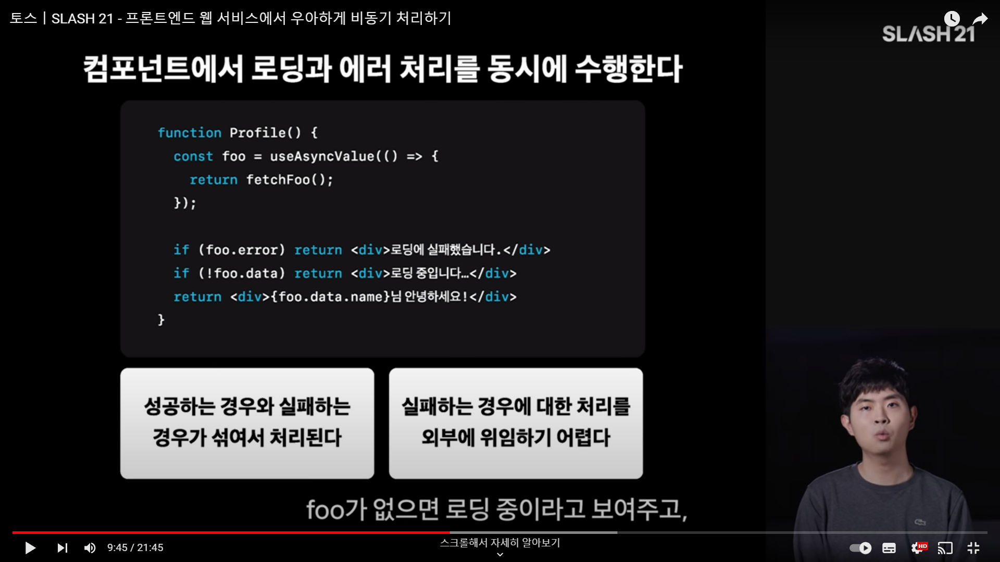 토스ㅣSLASH 21 - 프론트엔드 웹 서비스에서 우아하게 비동기 처리하기
SLASH 21
컴포넌트에서 로딩과 에러 처리를 동시에 수행한다
function Profile() {
const foo = useAsyncValue(() => {
return fetchFoo();
});
if (foo.error) return <div>로딩에 실패했습니다.</div>
if (!foo.data) return <div>로딩 중입니다…</div>
return <div>{foo.data.name}님 안녕하세요!</div>
}
성공하는 경우와 실패하는
경우가 섞여서 처리된다
실패하는 경우에 대한 처리를
외부에 위임하기 어렵다
foo가 없으면 로딩 중이라고 보여주고,
9:45 / 21:45
스크롤해서 자세히 알아보기
HD